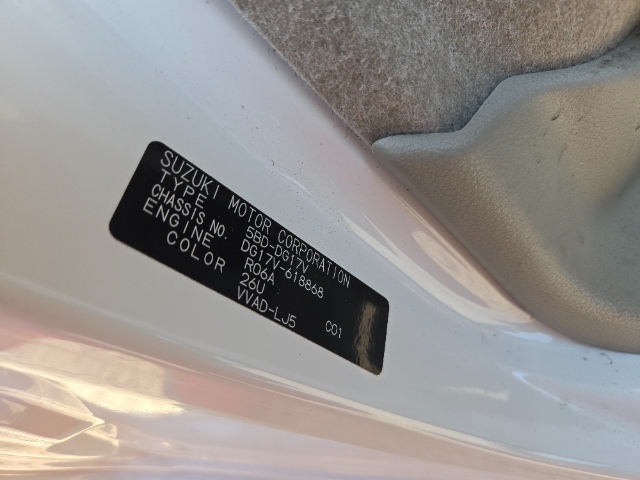 SUZUKI MOTOR CORPORATION
TYPE 5BD-DG17V
CHASSIS NO. DG17V-618868
ENGINE R06A
COLOR 26U
VVAD-LJ5 C01